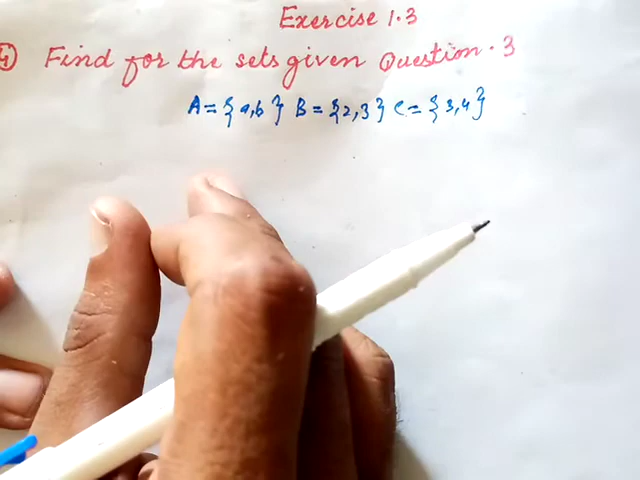 Exercise 1.3
4) Find for the sets given Question. 3
A = {a,b} B = {2,3} C = {3,4}